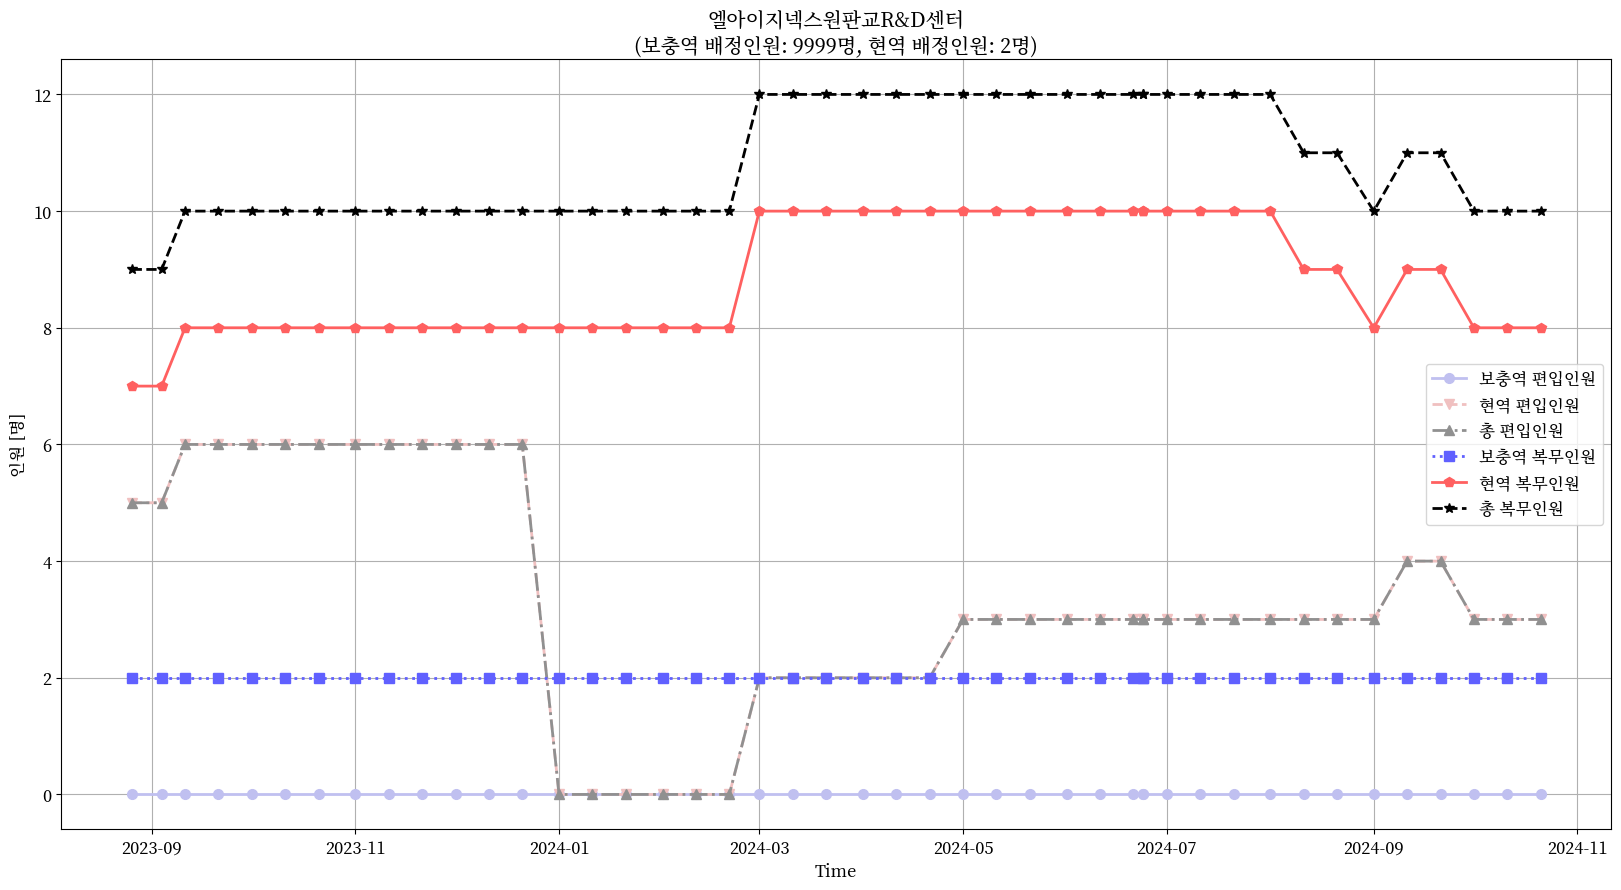 엘아이지넥스원판교R&D센터
(보충역 배정인원: 9999명, 현역 배정인원: 2명)
인원 [명]
12
10
8
6
4
2
0
보충역 편입인원
현역 편입인원
총 편입인원
보충역 복무인원
현역 복무인원
총 복무인원
2023-09
2023-11
2024-01
2024-03
2024-05
2024-07
2024-09
2024-11
Time